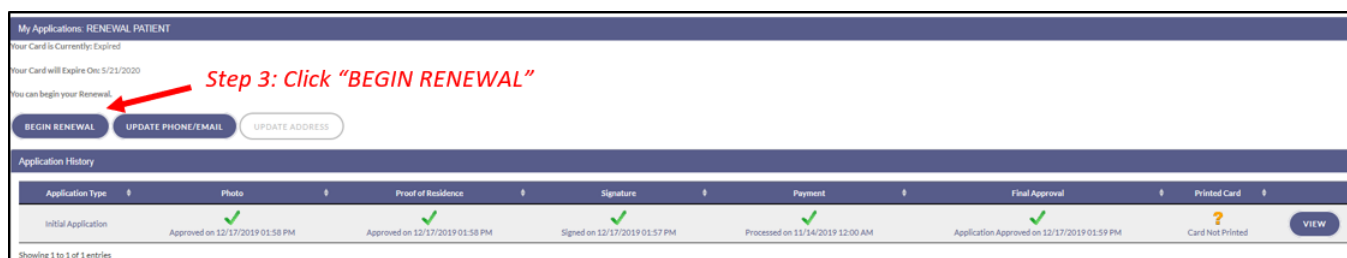 My Applications: RENEWAL PATIENT
Your Card is Currently: Expired
Your Card will Expire On: 5/21/2020
Step 3: Click “BEGIN RENEWAL”
You can begin your Renewal.
BEGIN RENEWAL UPDATE PHONE/EMAIL UPDATE ADDRESS
Application History
Application Type Photo Proof of Residence Signature Payment Final Approval Printed Card
Initial Application Approved on 12/17/2019 01:58 PM Approved on 12/17/2019 01:58 PM Signed on 12/17/2019 01:57 PM Processed on 11/14/2019 12:00 AM Application Approved on 12/17/2019 01:59 PM Card Not Printed VIEW
Showing 1 to 1 of 1 entries